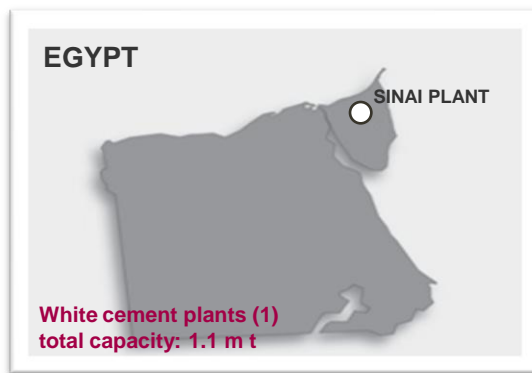 EGYPT
SINAI PLANT
White cement plants (1)
total capacity: 1.1 m t